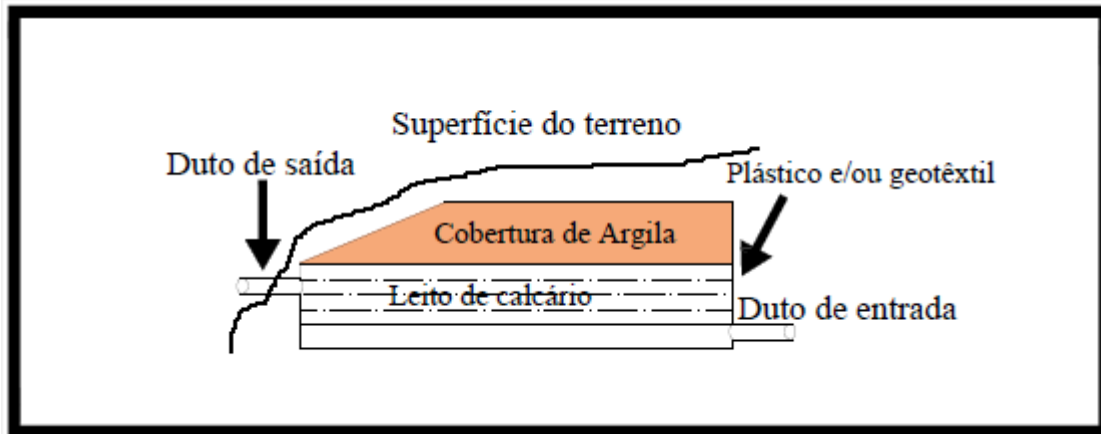 Superfície do terreno
Duto de saída
Plástico e/ou geotêxtil
Cobertura de Argila
Leito de calcário
Duto de entrada